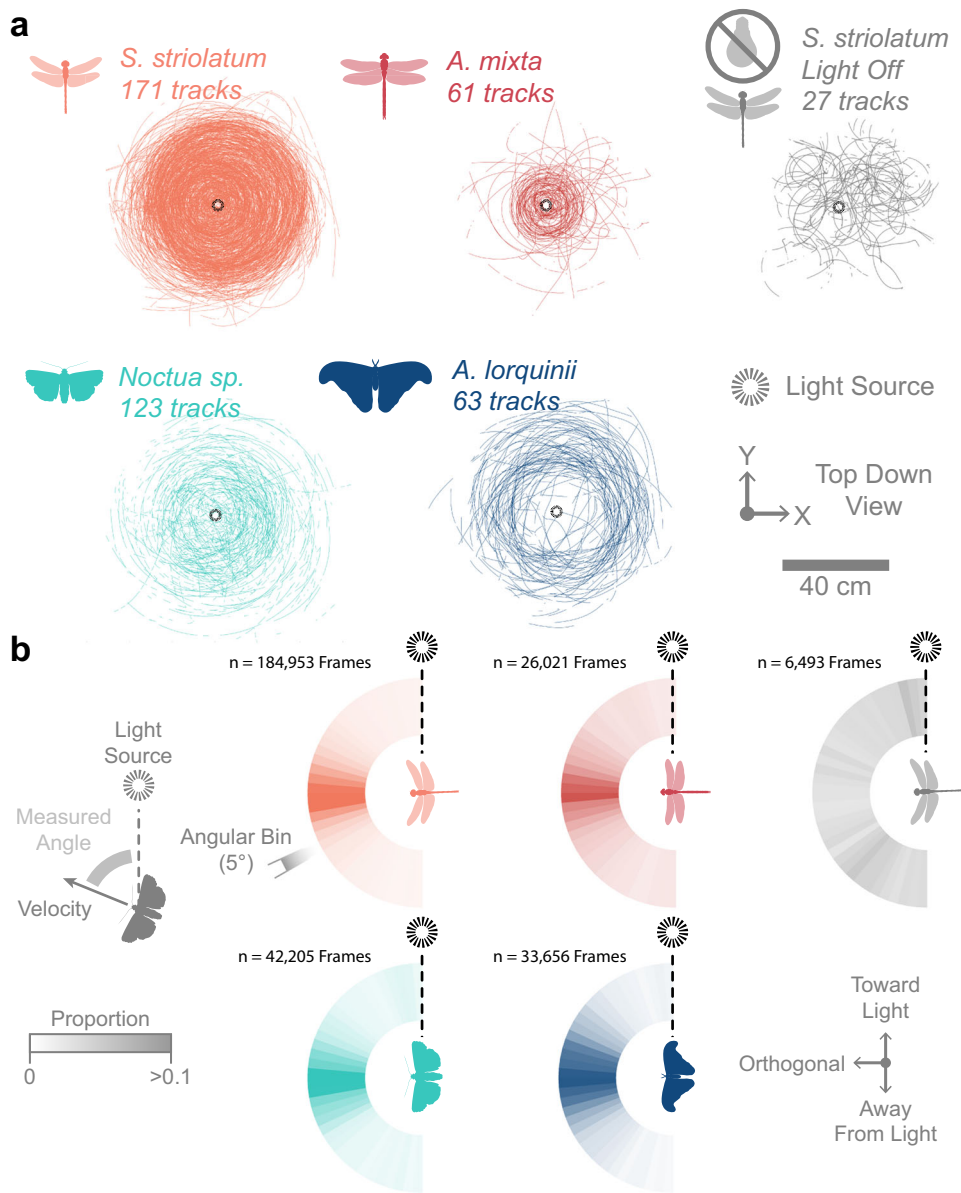 a
S. striolatum
171 tracks
A. mixta
61 tracks
S. striolatum
Light Off
27 tracks
Noctua sp.
123 tracks
A. lorquinii
63 tracks
Light Source
Y
X
Top Down
View
40 cm
b
n = 184,953 Frames
n = 26,021 Frames
n = 6,493 Frames
Light
Source
Measured
Angle
Velocity
Angular Bin
(5°)
n = 42,205 Frames
n = 33,656 Frames
Proportion
0
>0.1
Toward
Light
Orthogonal
Away
From Light